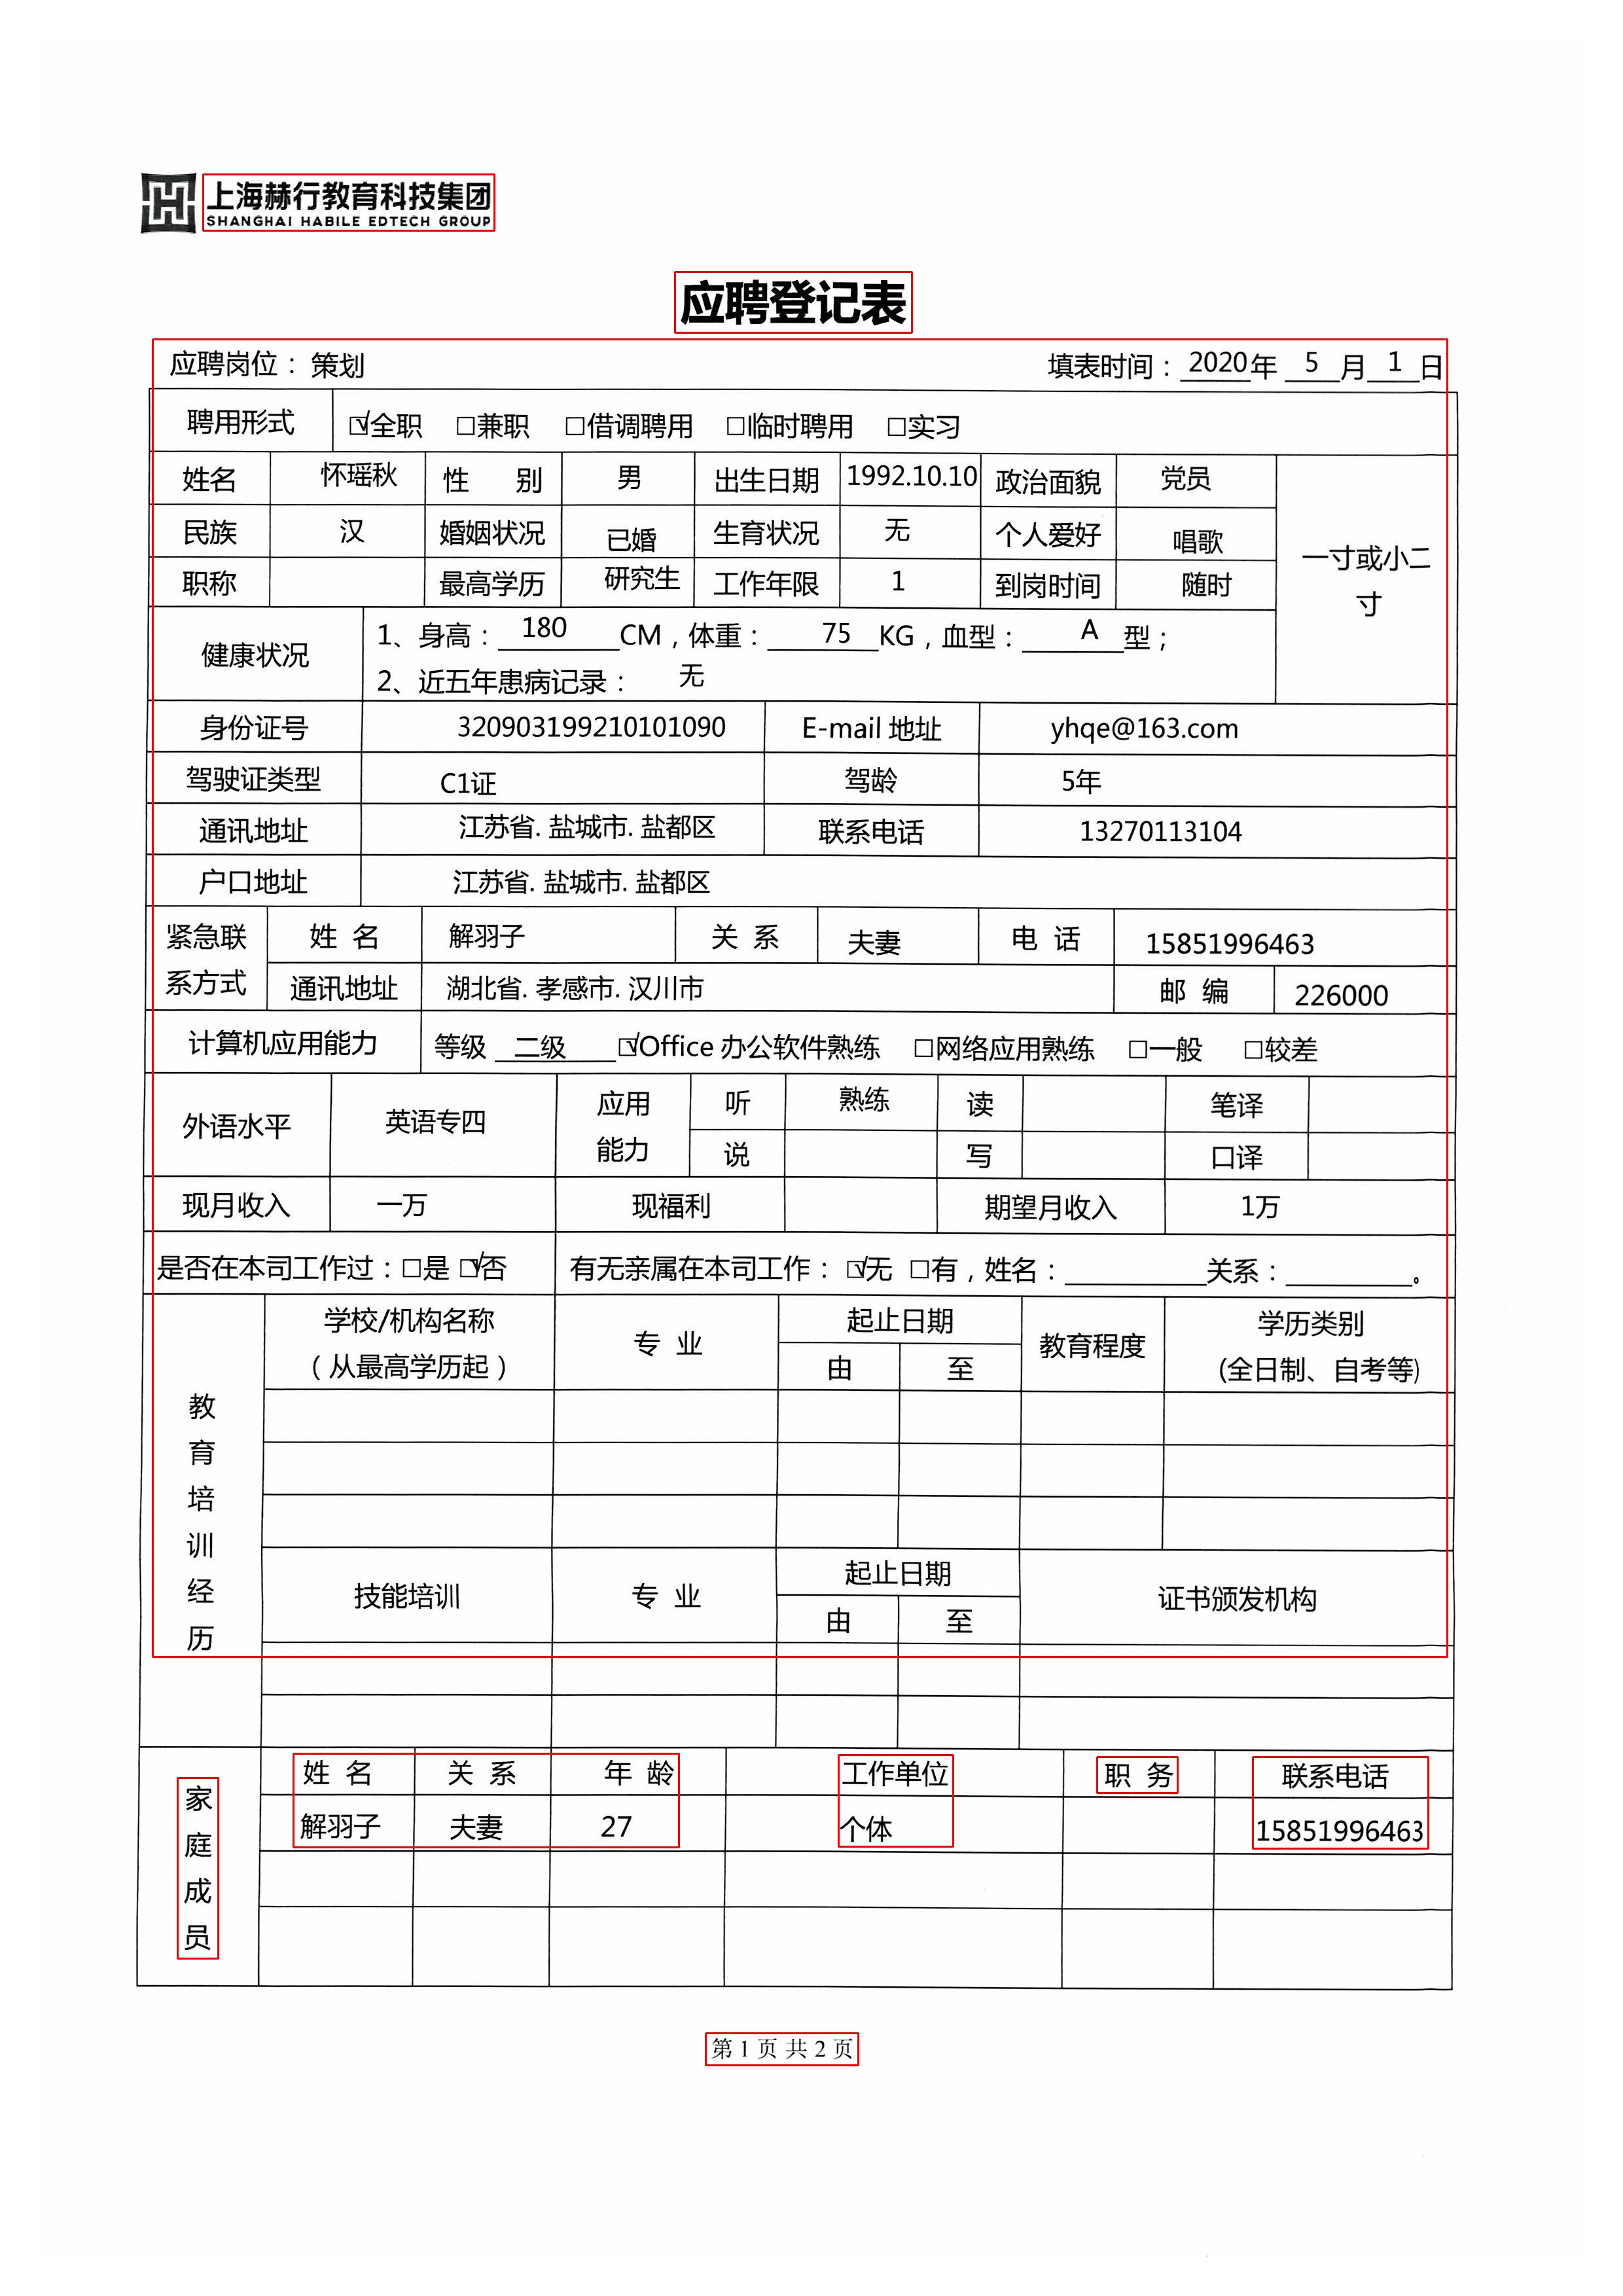 上海赫行教育科技集团
SHANGHAI HABILE EDTECH GROUP
应聘登记表
应聘岗位：策划 填表时间：2020年 5 月 1 日
聘用形式 ☑全职 □兼职 □借调聘用 □临时聘用 □实习
姓名 怀瑶秋 性 别 男 出生日期 1992.10.10 政治面貌 党员
民族 汉 婚姻状况 已婚 生育状况 无 个人爱好 唱歌
一寸或小二
寸
职称 最高学历 研究生 工作年限 1 到岗时间 随时
健康状况
1、身高：180CM，体重：75KG，血型：A型；
2、近五年患病记录：无
身份证号 320903199210101090 E-mail 地址 yhqe@163.com
驾驶证类型 C1证 驾龄 5年
通讯地址 江苏省. 盐城市. 盐都区 联系电话 13270113104
户口地址 江苏省. 盐城市. 盐都区
紧急联
系方式
姓 名 解羽子 关 系 夫妻 电 话 15851996463
通讯地址 湖北省. 孝感市. 汉川市 邮 编 226000
计算机应用能力 等级 二级 ☑Office 办公软件熟练 □网络应用熟练 □一般 □较差
外语水平 英语专四
应用
能力
听 熟练 读 笔译
说 写 口译
现月收入 一万 现福利 期望月收入 1万
是否在本司工作过：□是 ☑否 有无亲属在本司工作：☑无 □有，姓名：__________关系：_________。
教
育
培
训
经
历
学校/机构名称
（从最高学历起）
专 业
起止日期
由 至
教育程度
学历类别
(全日制、自考等)
技能培训 专 业
起止日期
由 至
证书颁发机构
家
庭
成
员
姓 名 关 系 年 龄 工作单位 职 务 联系电话
解羽子 夫妻 27 个体 15851996463
第 1 页 共 2 页